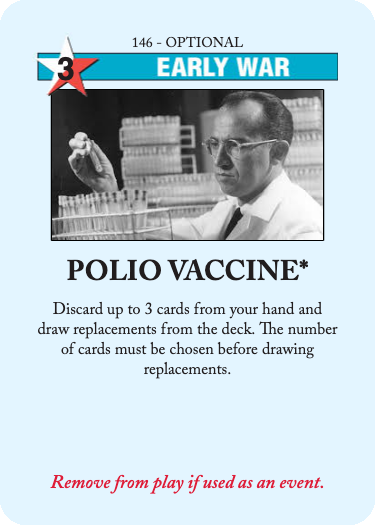 146 - OPTIONAL
3 EARLY WAR
POLIO VACCINE*
Discard up to 3 cards from your hand and
draw replacements from the deck. The number
of cards must be chosen before drawing
replacements.
Remove from play if used as an event.